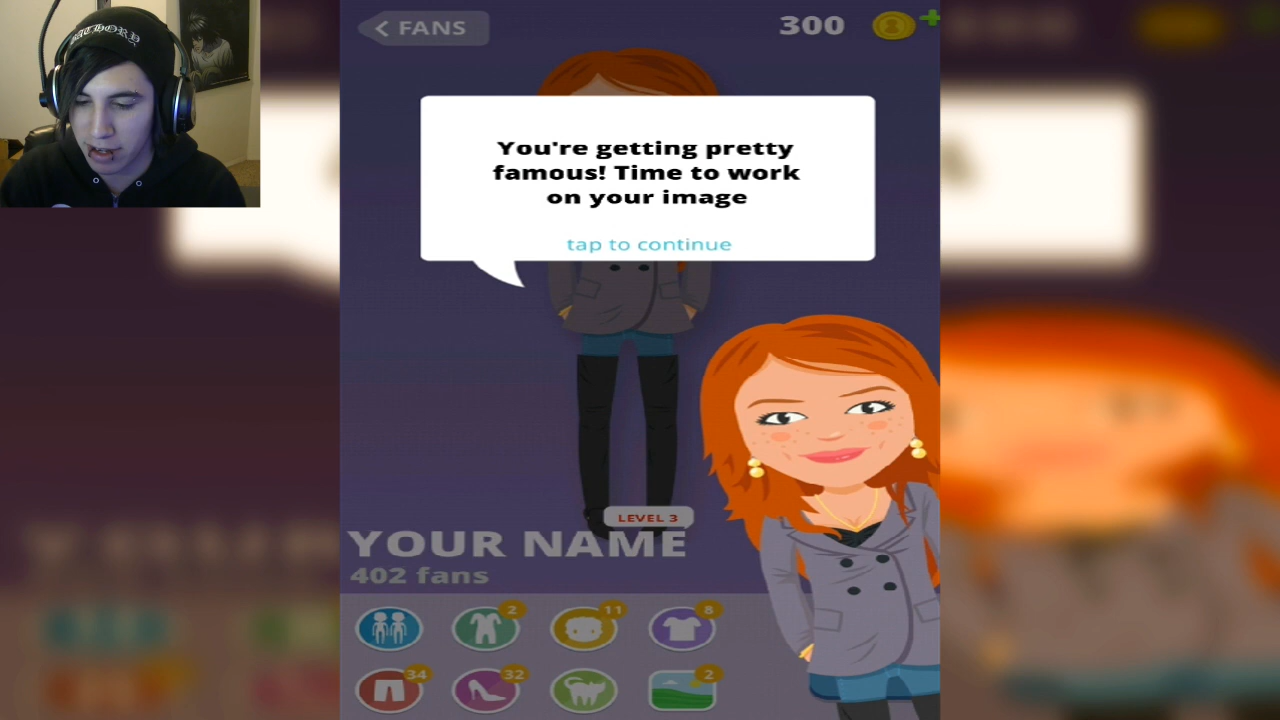 BATHORY
FANS
300
You're getting pretty
famous! Time to work
on your image
tap to continue
LEVEL 3
YOUR NAME
402 fans
2
11
8
34
32
2